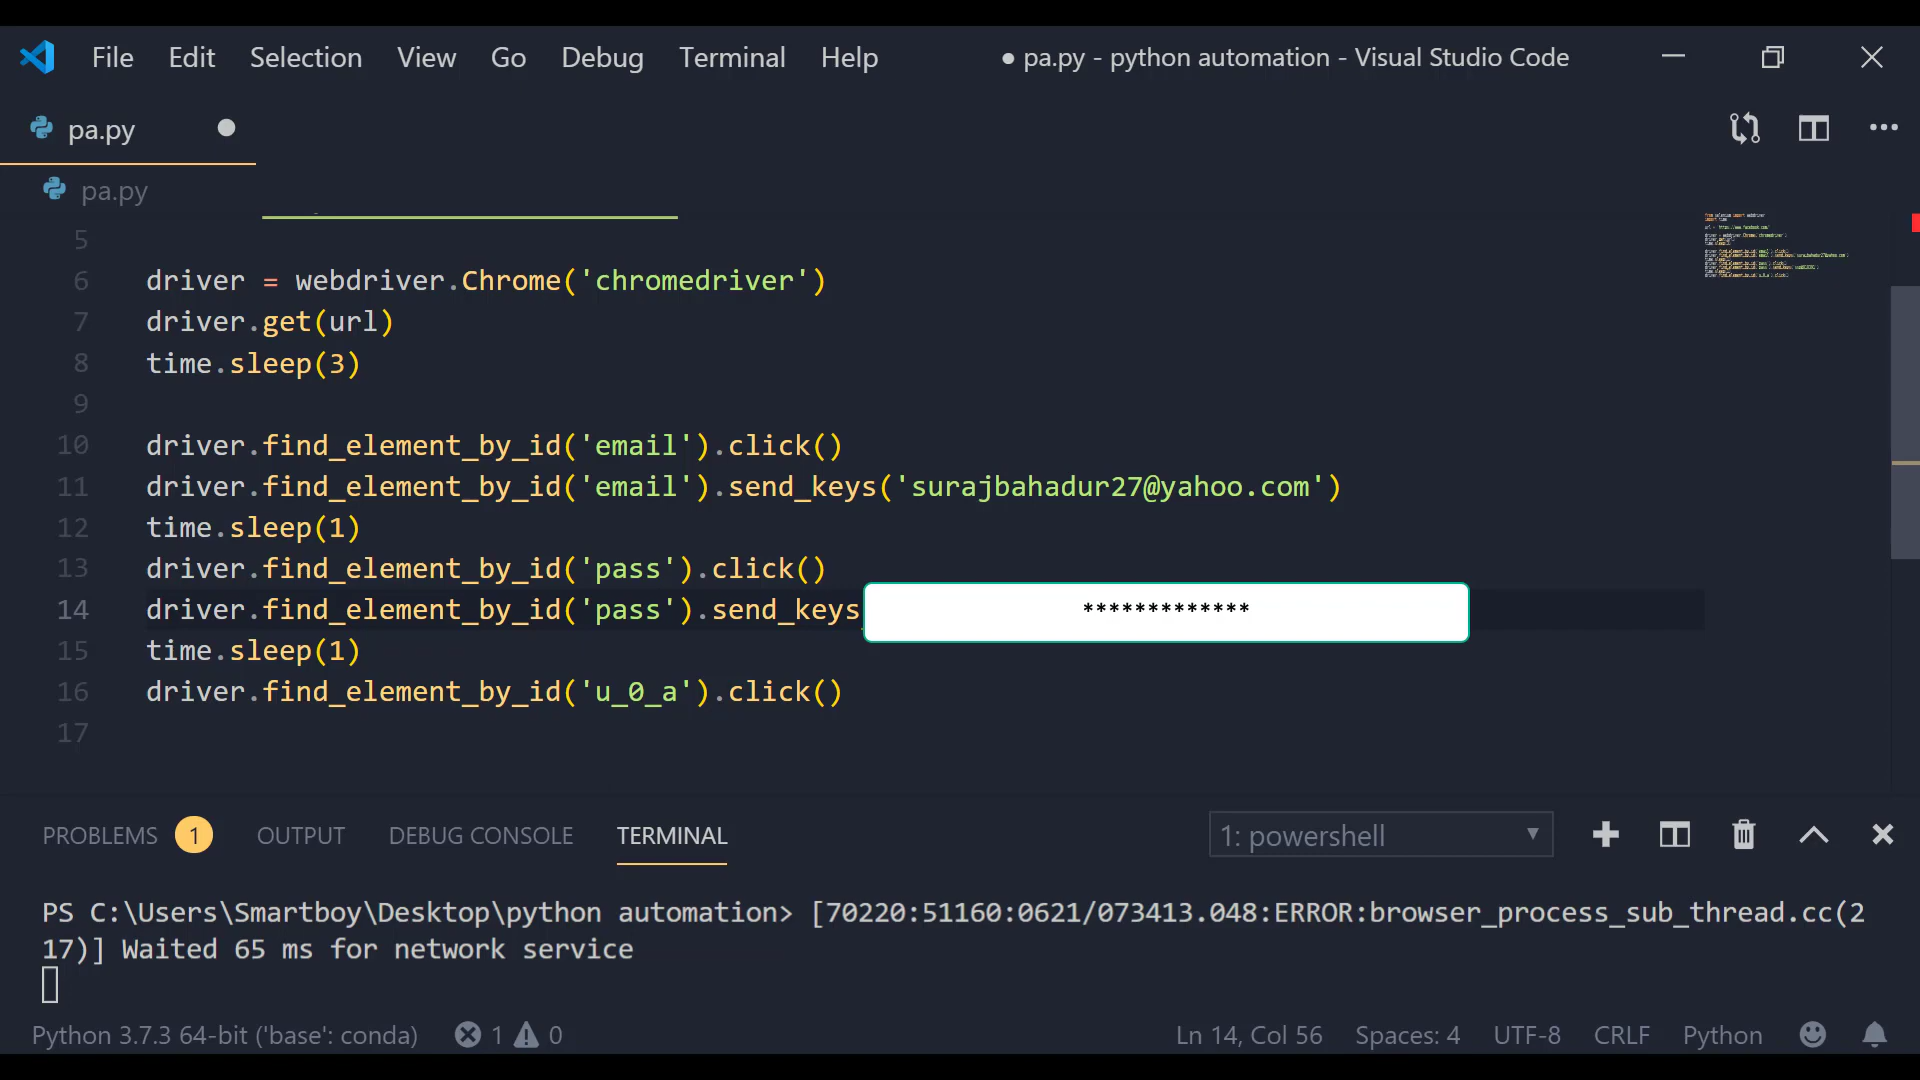 File Edit Selection View Go Debug Terminal Help ● pa.py - python automation - Visual Studio Code
pa.py
pa.py
5
6 driver = webdriver.Chrome('chromedriver')
7 driver.get(url)
8 time.sleep(3)
9
10 driver.find_element_by_id('email').click()
11 driver.find_element_by_id('email').send_keys('surajbahadur27@yahoo.com')
12 time.sleep(1)
13 driver.find_element_by_id('pass').click()
14 driver.find_element_by_id('pass').send_keys *************
15 time.sleep(1)
16 driver.find_element_by_id('u_0_a').click()
17
PROBLEMS 1 OUTPUT DEBUG CONSOLE TERMINAL 1: powershell
PS C:\Users\Smartboy\Desktop\python automation> [70220:51160:0621/073413.048:ERROR:browser_process_sub_thread.cc(2
17)] Waited 65 ms for network service
Python 3.7.3 64-bit ('base': conda) 1 0 Ln 14, Col 56 Spaces: 4 UTF-8 CRLF Python